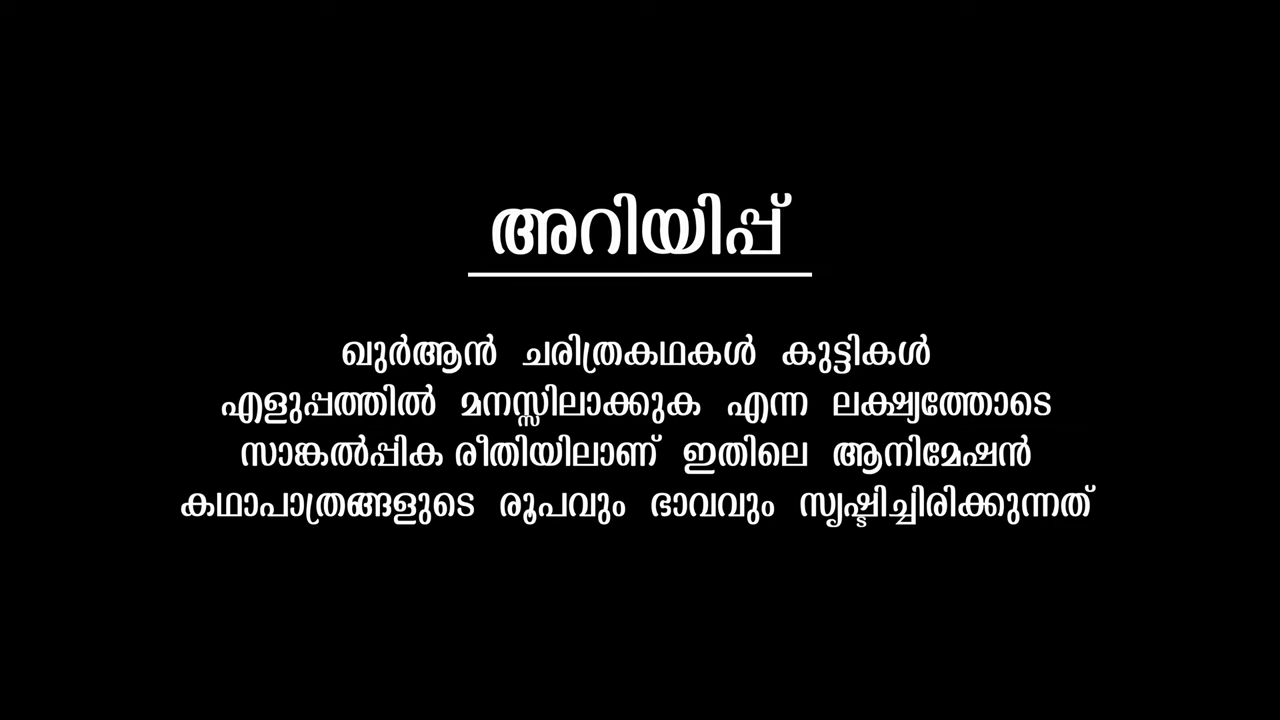 അറിയിപ്പ്
ഖുർആൻ ചരിത്രകഥകൾ കുട്ടികൾ
എളുപ്പത്തിൽ മനസ്സിലാക്കുക എന്ന ലക്ഷ്യത്തോടെ
സാങ്കൽപ്പിക രീതിയിലാണ് ഇതിലെ ആനിമേഷൻ
കഥാപാത്രങ്ങളുടെ രൂപവും ഭാവവും സൃഷ്ടിച്ചിരിക്കുന്നത്